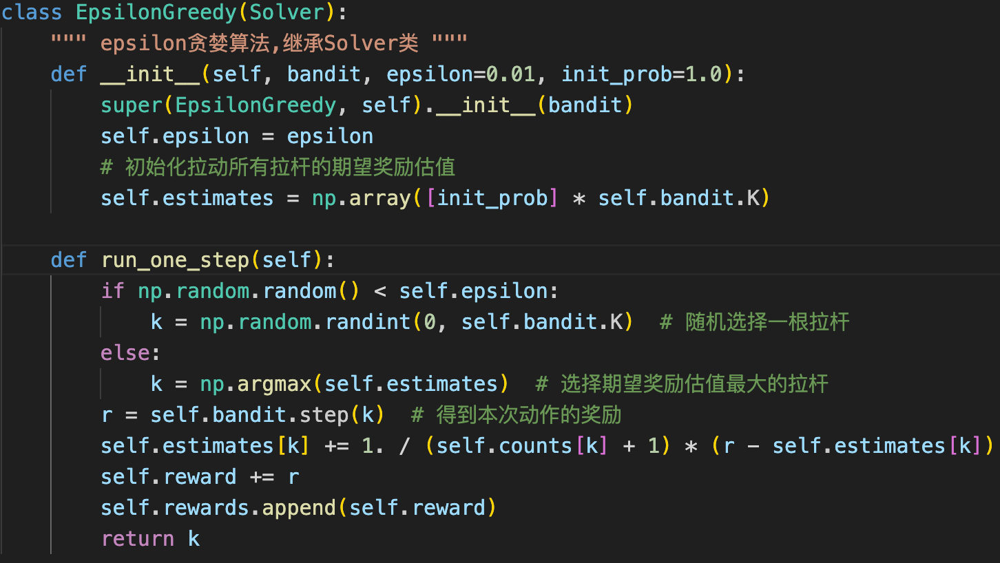 class EpsilonGreedy(Solver):
    """ epsilon贪婪算法,继承Solver类 """
    def __init__(self, bandit, epsilon=0.01, init_prob=1.0):
        super(EpsilonGreedy, self).__init__(bandit)
        self.epsilon = epsilon
        # 初始化拉动所有拉杆的期望奖励估值
        self.estimates = np.array([init_prob] * self.bandit.K)
    def run_one_step(self):
        if np.random.random() < self.epsilon:
            k = np.random.randint(0, self.bandit.K)  # 随机选择一根拉杆
        else:
            k = np.argmax(self.estimates)  # 选择期望奖励估值最大的拉杆
        r = self.bandit.step(k)  # 得到本次动作的奖励
        self.estimates[k] += 1. / (self.counts[k] + 1) * (r - self.estimates[k])
        self.reward += r
        self.rewards.append(self.reward)
        return k